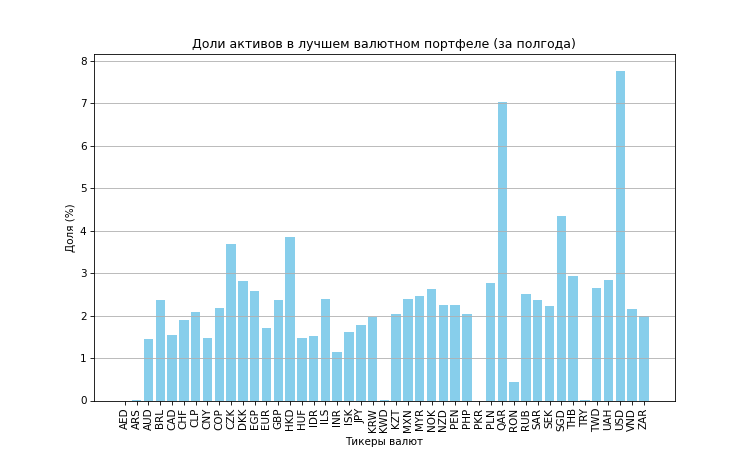 Доли активов в лучшем валютном портфеле (за полгода)
Доля (%)
8
7
6
5
4
3
2
1
0
AED ARS AUD BRL CAD CHF CLP CNY COP CZK DKK EGP EUR GBP HKD HUF IDR ILS INR ISK JPY KRW KWD KZT MXN MYR NOK NZD PEN PHP PKR PLN QAR RON RUB SAR SEK SGD THB TRY TWD UAH USD VND ZAR
Тикеры валют